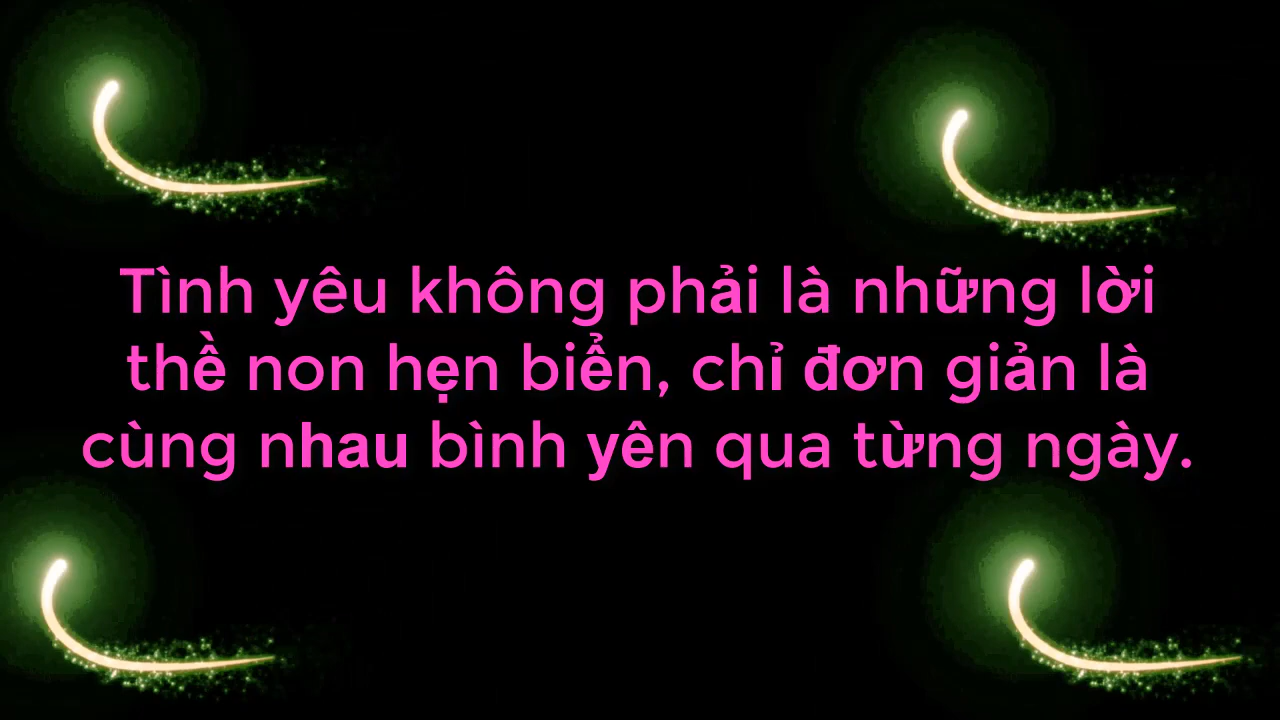 Tình yêu không phải là những lời
thề non hẹn biển, chỉ đơn giản là
cùng nhau bình yên qua từng ngày.